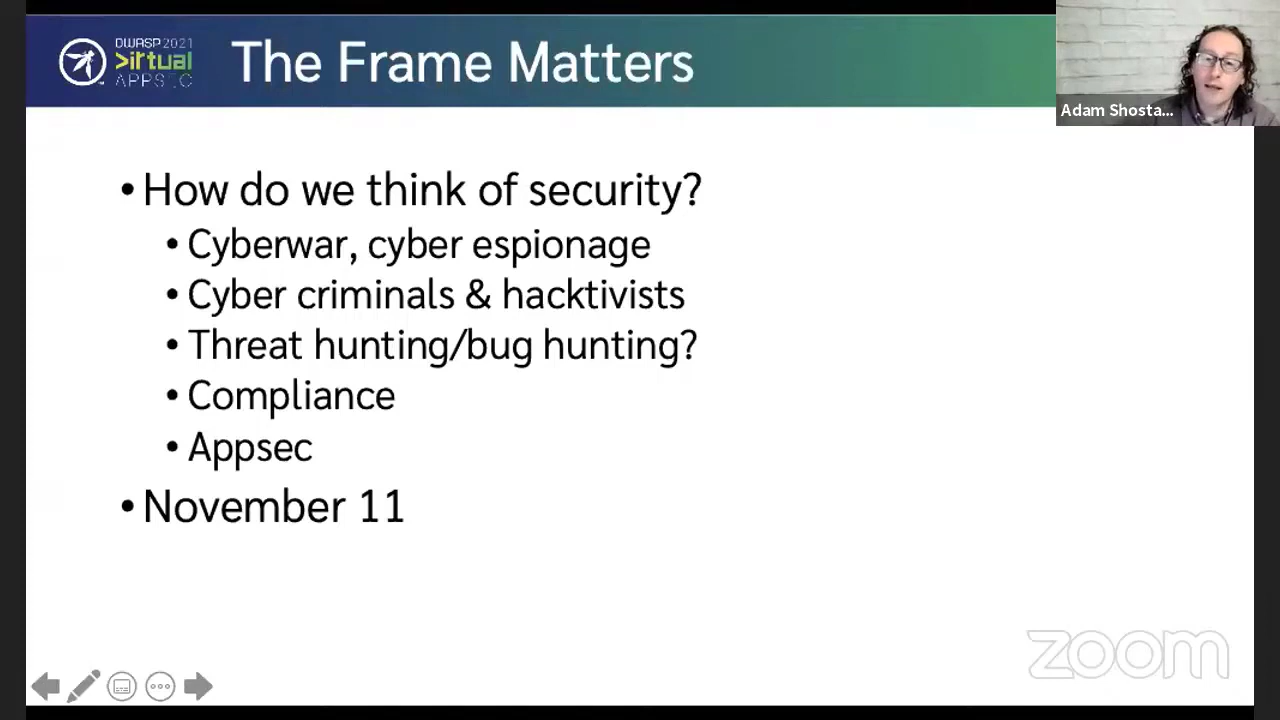 OWASP 2021
>irtual
APPSEC
The Frame Matters
Adam Shosta...
• How do we think of security?
• Cyberwar, cyber espionage
• Cyber criminals & hacktivists
• Threat hunting/bug hunting?
• Compliance
• Appsec
• November 11
zoom